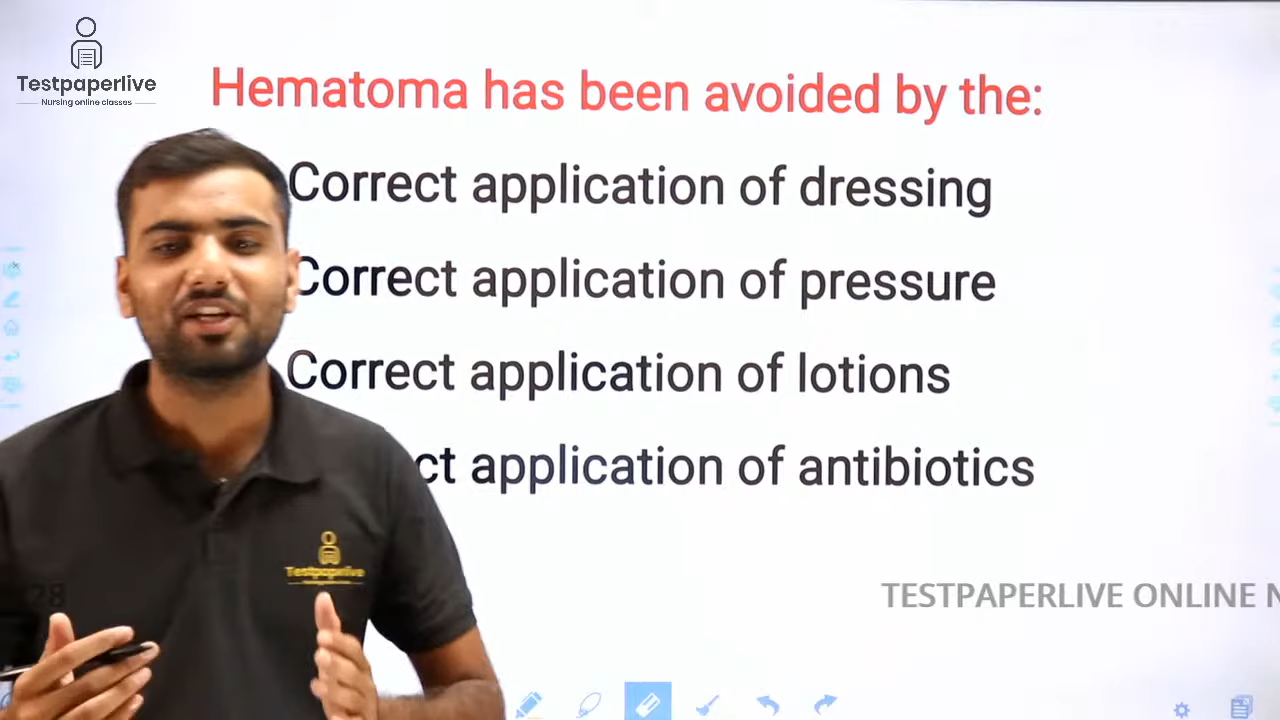 Testpaperlive
Nursing online classes
Hematoma has been avoided by the:
Correct application of dressing
Correct application of pressure
Correct application of lotions
application of antibiotics
Testpaperlive
TESTPAPERLIVE ONLINE